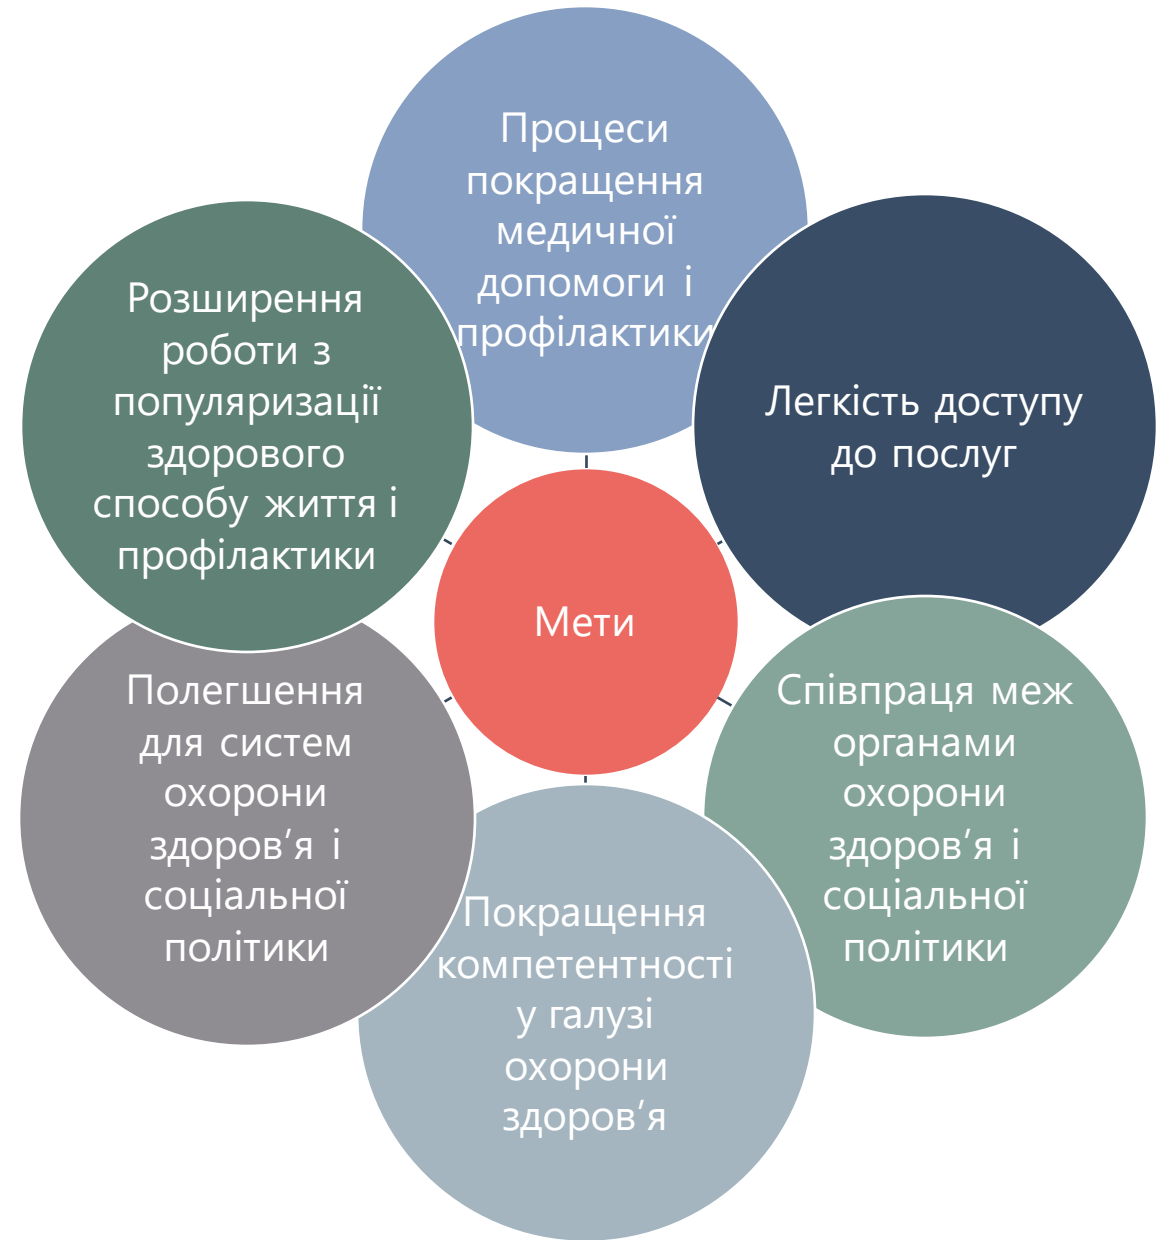 Процеси
покращення
медичної
допомоги і
профілактики
Легкість доступу
до послуг
Співпраця меж
органами
охорони
здоров’я і
соціальної
політики
Покращення
компетентності
у галузі
охорони
здоров’я
Полегшення
для систем
охорони
здоров’я і
соціальної
політики
Розширення
роботи з
популяризації
здорового
способу життя і
профілактики
Мети